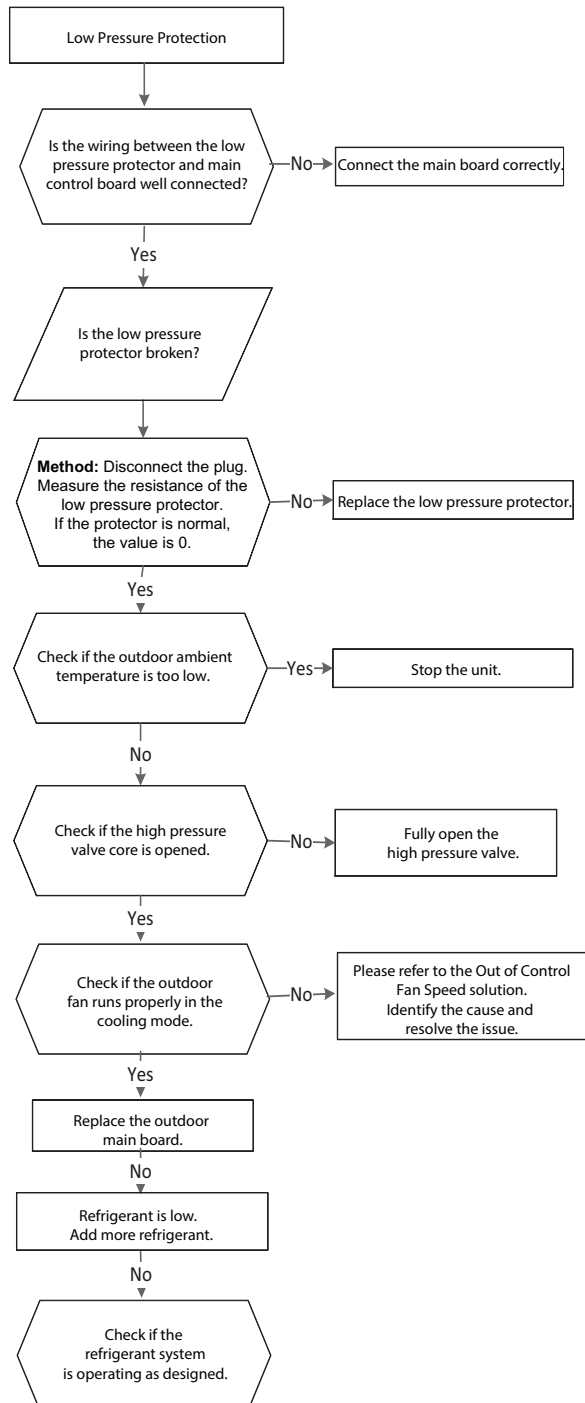 Low Pressure Protection
Is the wiring between the low
pressure protector and main
control board well connected?
No
Connect the main board correctly.
Yes
Is the low pressure
protector broken?
Method: Disconnect the plug.
Measure the resistance of the
low pressure protector.
If the protector is normal,
the value is 0.
No
Replace the low pressure protector.
Yes
Check if the outdoor ambient
temperature is too low.
Yes
Stop the unit.
No
Check if the high pressure
valve core is opened.
No
Fully open the
high pressure valve.
Yes
Check if the outdoor
fan runs properly in the
cooling mode.
No
Please refer to the Out of Control
Fan Speed solution.
Identify the cause and
resolve the issue.
Yes
Replace the outdoor
main board.
No
Refrigerant is low.
Add more refrigerant.
No
Check if the
refrigerant system
is operating as designed.